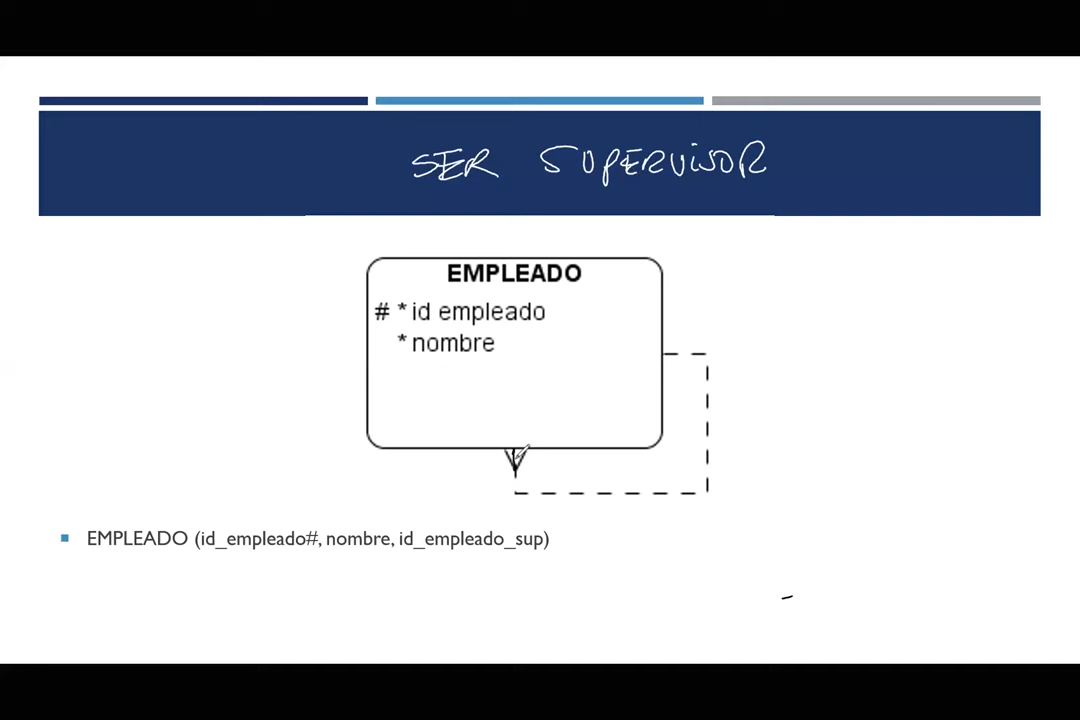 SER SUPERVISOR
EMPLEADO
# * id empleado
* nombre
EMPLEADO (id_empleado#, nombre, id_empleado_sup)